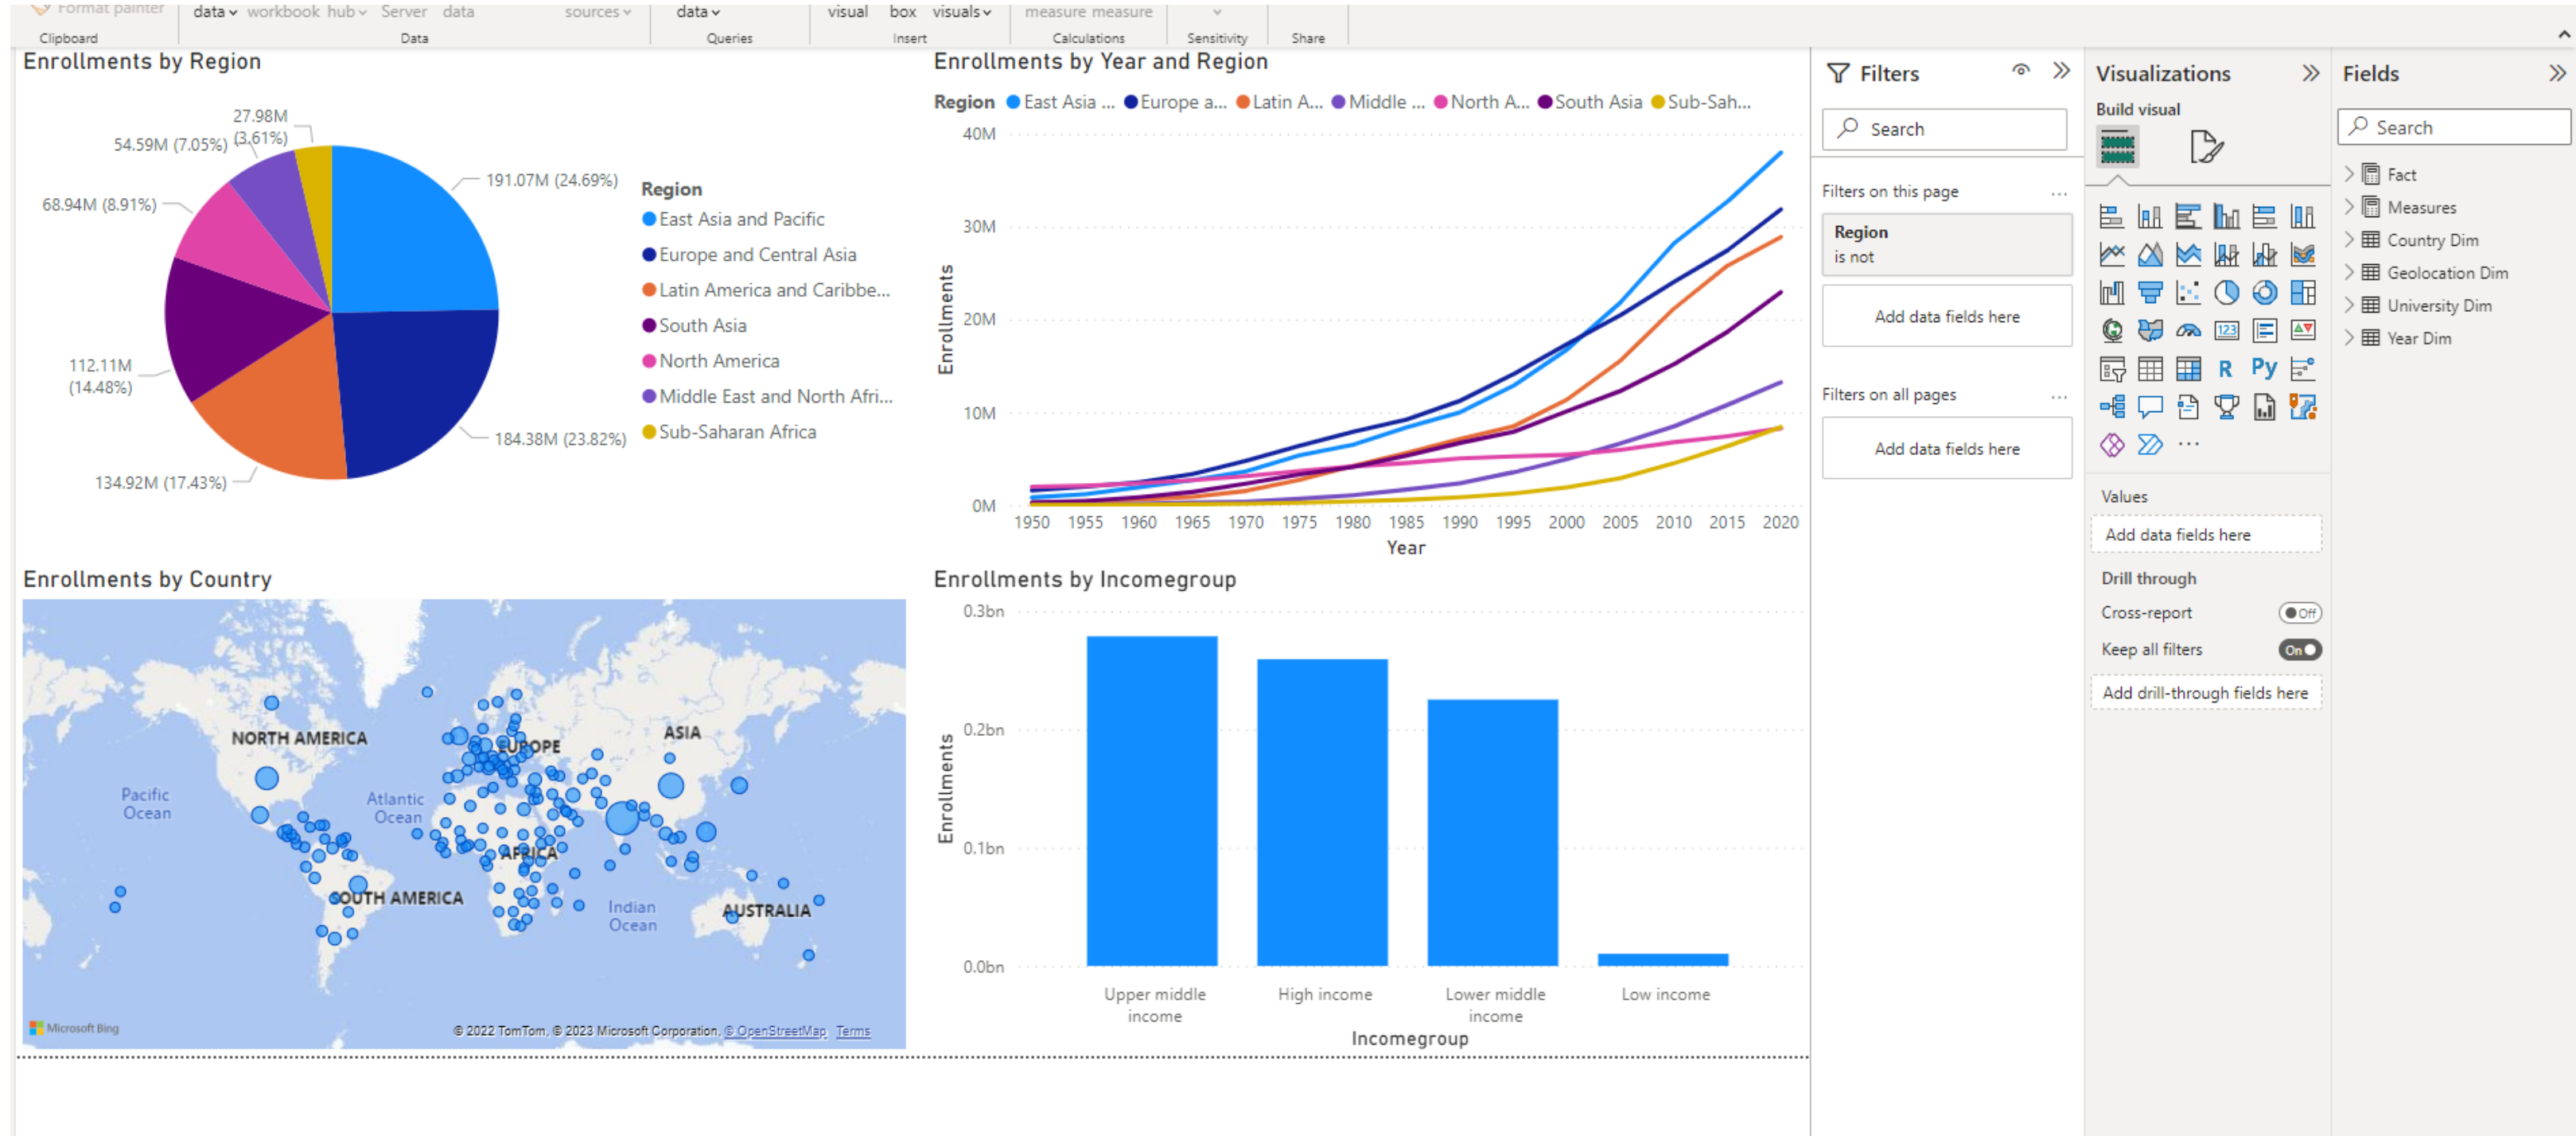 Format painter
data workbook hub Server data sources
data
visual box visuals
measure measure
Clipboard
Data
Queries
Insert
Calculations
Sensitivity
Share
Enrollments by Region
27.98M
(3.61%)
54.59M (7.05%)
191.07M (24.69%)
68.94M (8.91%)
112.11M
(14.48%)
184.38M (23.82%)
134.92M (17.43%)
Region
East Asia and Pacific
Europe and Central Asia
Latin America and Caribbe...
South Asia
North America
Middle East and North Afri...
Sub-Saharan Africa
Enrollments by Year and Region
Region East Asia ... Europe a... Latin A... Middle ... North A... South Asia Sub-Sah...
40M
30M
20M
10M
0M
Enrollments
1950 1955 1960 1965 1970 1975 1980 1985 1990 1995 2000 2005 2010 2015 2020
Year
Enrollments by Country
NORTH AMERICA
EUROPE
ASIA
Pacific
Ocean
Atlantic
Ocean
AFRICA
SOUTH AMERICA
Indian
Ocean
AUSTRALIA
Microsoft Bing
© 2022 TomTom, © 2023 Microsoft Corporation, © OpenStreetMap Terms
Enrollments by Incomegroup
0.3bn
0.2bn
0.1bn
0.0bn
Enrollments
Upper middle
income
High income
Lower middle
income
Low income
Incomegroup
Filters
Search
Filters on this page
...
Region
is not
Add data fields here
Filters on all pages
...
Add data fields here
Visualizations
Build visual
123
R
Py
...
Values
Add data fields here
Drill through
Cross-report
Off
Keep all filters
On
Add drill-through fields here
Fields
Search
Fact
Measures
Country Dim
Geolocation Dim
University Dim
Year Dim